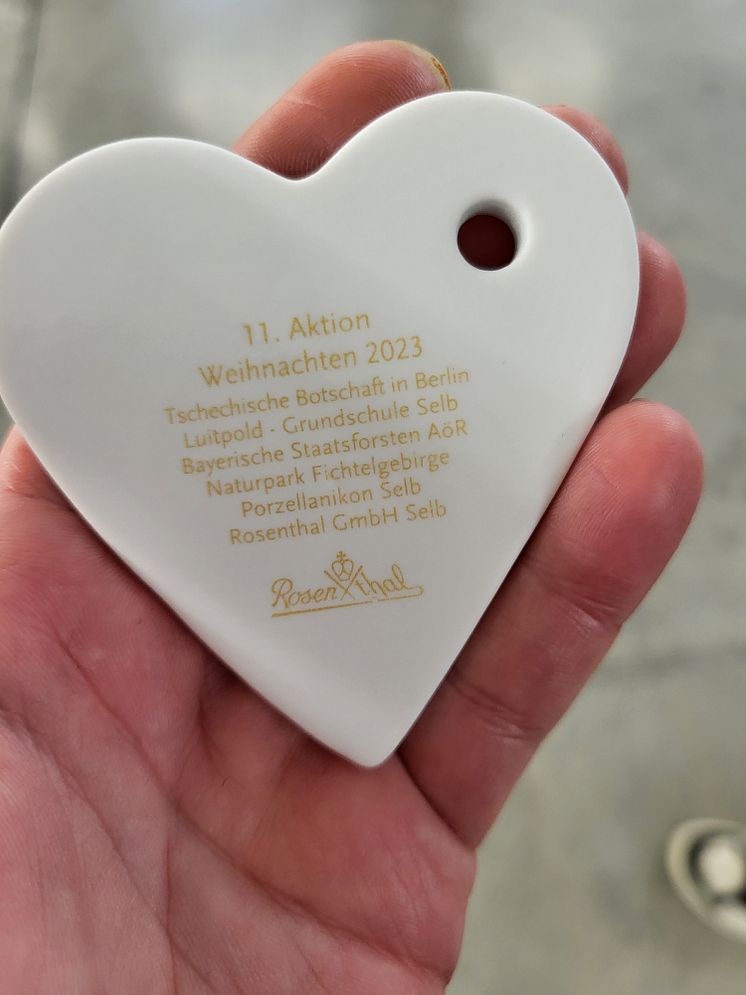 11. Aktion
Weihnachten 2023
Tschechische Botschaft in Berlin
Luitpold - Grundschule Selb
Bayerische Staatsforsten AöR
Naturpark Fichtelgebirge
Porzellanikon Selb
Rosenthal GmbH Selb
Rosenthal